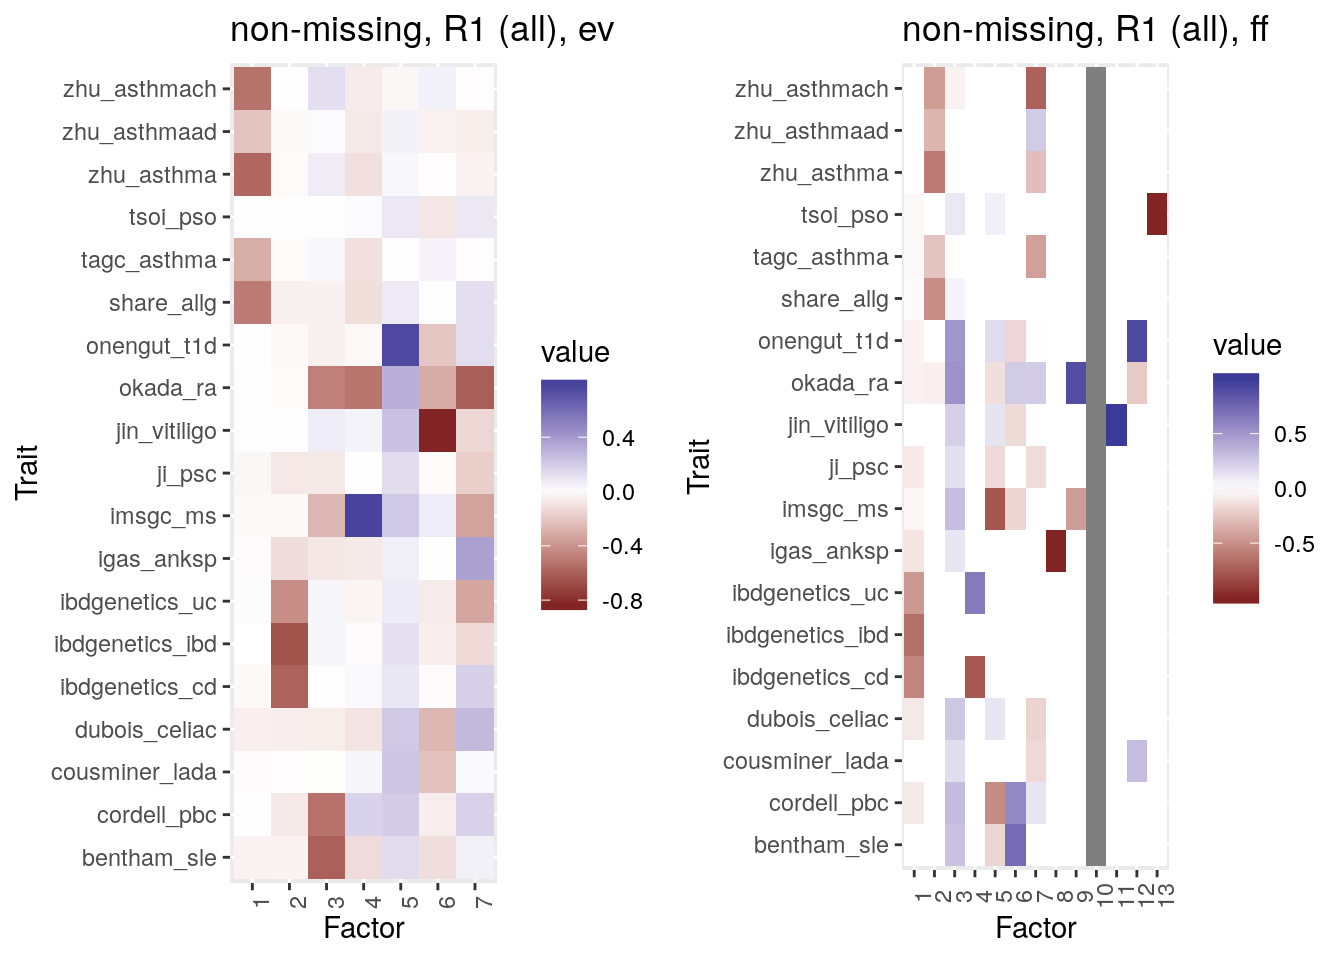 non-missing, R1 (all), ev
Trait
zhu_asthmach
zhu_asthmaad
zhu_asthma
tsoi_pso
tagc_asthma
share_allg
onengut_t1d
okada_ra
jin_vitiligo
ji_psc
imsgc_ms
igas_anksp
ibdgenetics_uc
ibdgenetics_ibd
ibdgenetics_cd
dubois_celiac
cousminer_lada
cordell_pbc
bentham_sle
1 2 3 4 5 6 7
Factor
value
0.4
0.0
-0.4
-0.8
non-missing, R1 (all), ff
Trait
zhu_asthmach
zhu_asthmaad
zhu_asthma
tsoi_pso
tagc_asthma
share_allg
onengut_t1d
okada_ra
jin_vitiligo
ji_psc
imsgc_ms
igas_anksp
ibdgenetics_uc
ibdgenetics_ibd
ibdgenetics_cd
dubois_celiac
cousminer_lada
cordell_pbc
bentham_sle
1 2 3 4 5 6 7 8 9 10 11 12 13
Factor
value
0.5
0.0
-0.5